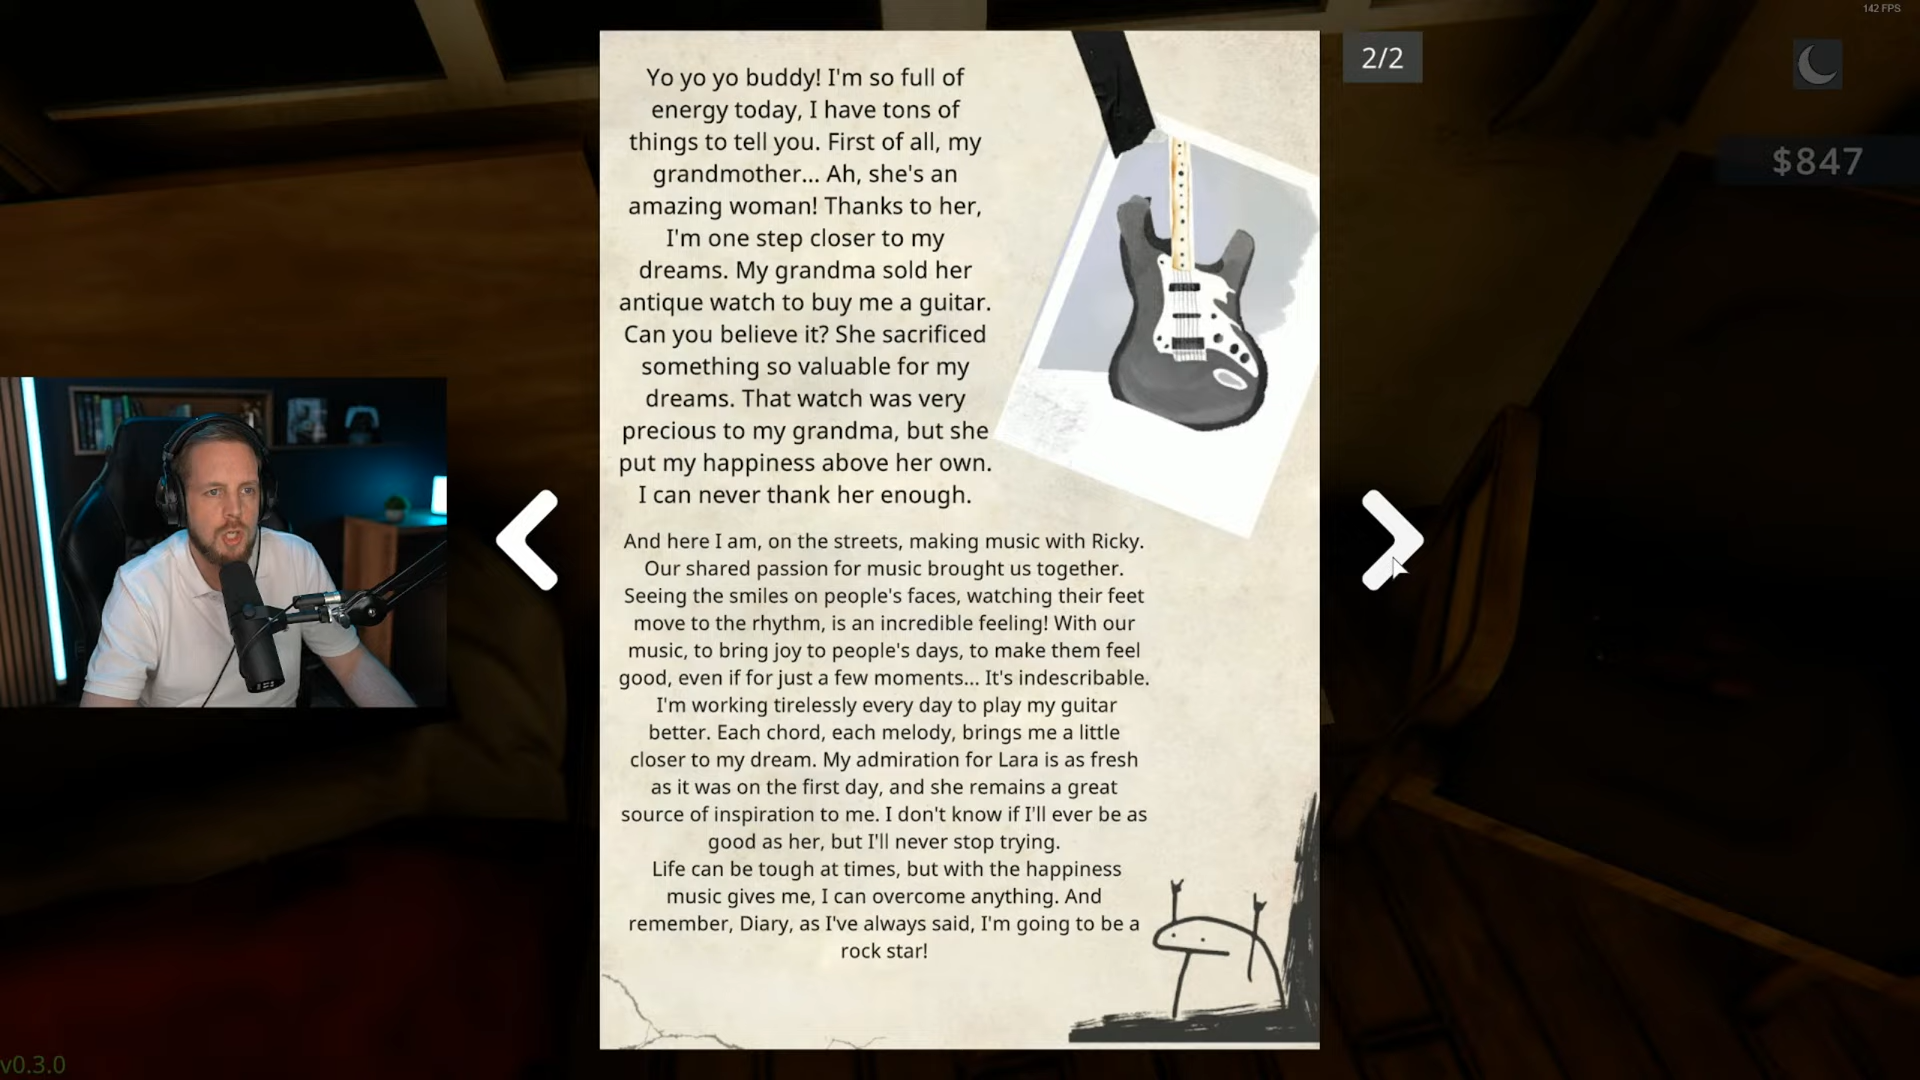 142 FPS
2/2
$847
Yo yo yo buddy! I'm so full of
energy today, I have tons of
things to tell you. First of all, my
grandmother... Ah, she's an
amazing woman! Thanks to her,
I'm one step closer to my
dreams. My grandma sold her
antique watch to buy me a guitar.
Can you believe it? She sacrificed
something so valuable for my
dreams. That watch was very
precious to my grandma, but she
put my happiness above her own.
I can never thank her enough.
And here I am, on the streets, making music with Ricky.
Our shared passion for music brought us together.
Seeing the smiles on people's faces, watching their feet
move to the rhythm, is an incredible feeling! With our
music, to bring joy to people's days, to make them feel
good, even if for just a few moments... It's indescribable.
I'm working tirelessly every day to play my guitar
better. Each chord, each melody, brings me a little
closer to my dream. My admiration for Lara is as fresh
as it was on the first day, and she remains a great
source of inspiration to me. I don't know if I'll ever be as
good as her, but I'll never stop trying.
Life can be tough at times, but with the happiness
music gives me, I can overcome anything. And
remember, Diary, as I've always said, I'm going to be a
rock star!
v0.3.0